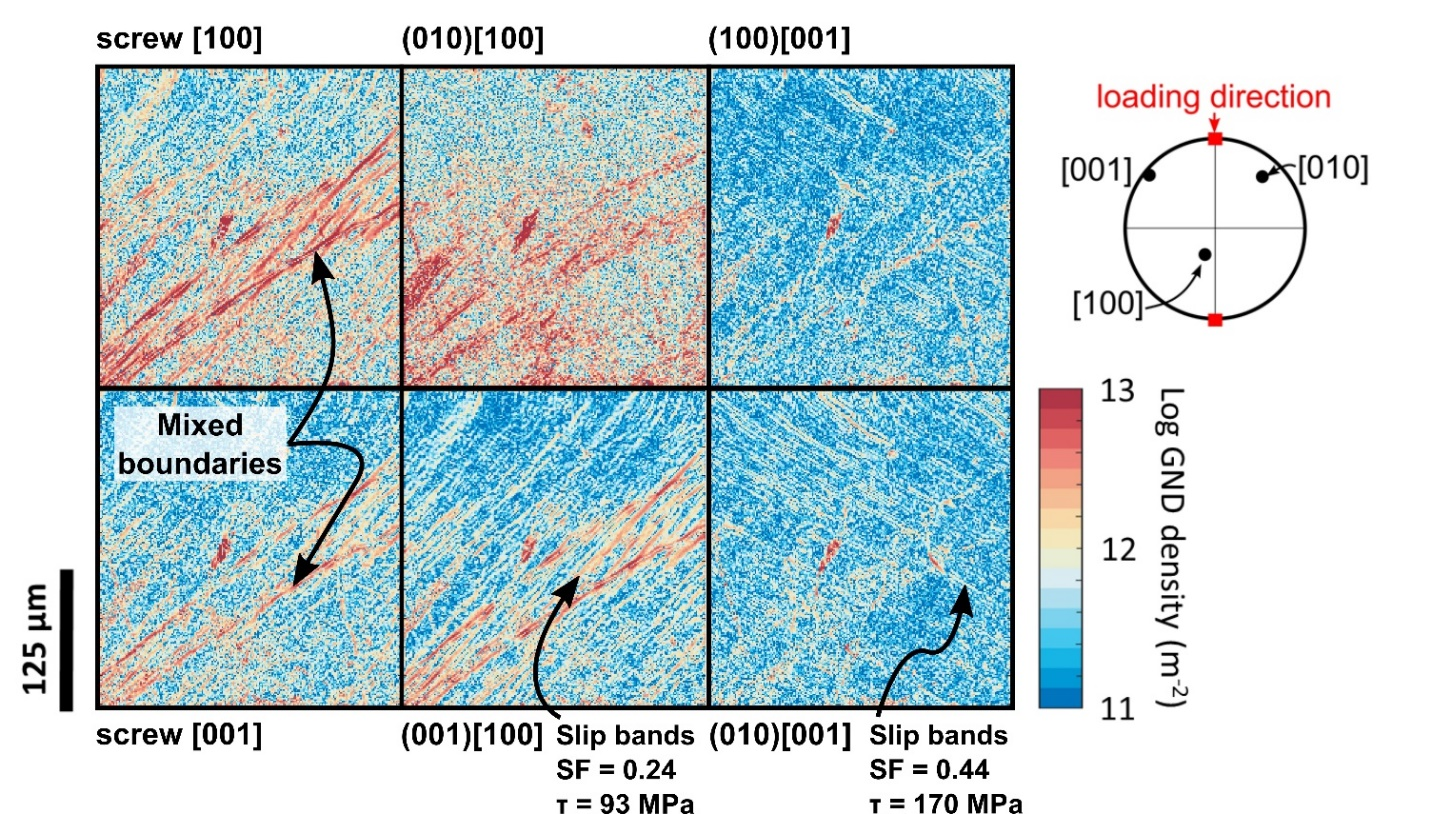 screw [100]
(010)[100]
(100)[001]
Mixed
boundaries
125 µm
screw [001]
(001)[100]
Slip bands
SF = 0.24
τ = 93 MPa
(010)[001]
Slip bands
SF = 0.44
τ = 170 MPa
loading direction
[001]
[010]
[100]
13
12
11
Log GND density (m⁻²)